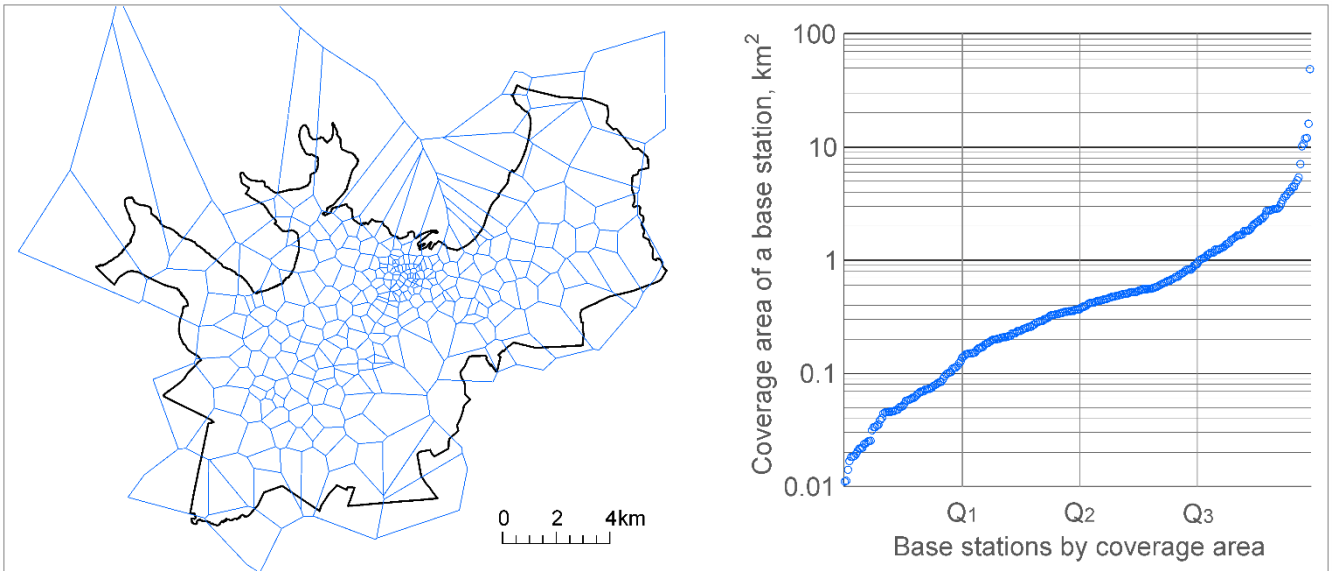 0 2 4km
Coverage area of a base station, km²
100
10
1
0.1
0.01
Q1 Q2 Q3
Base stations by coverage area